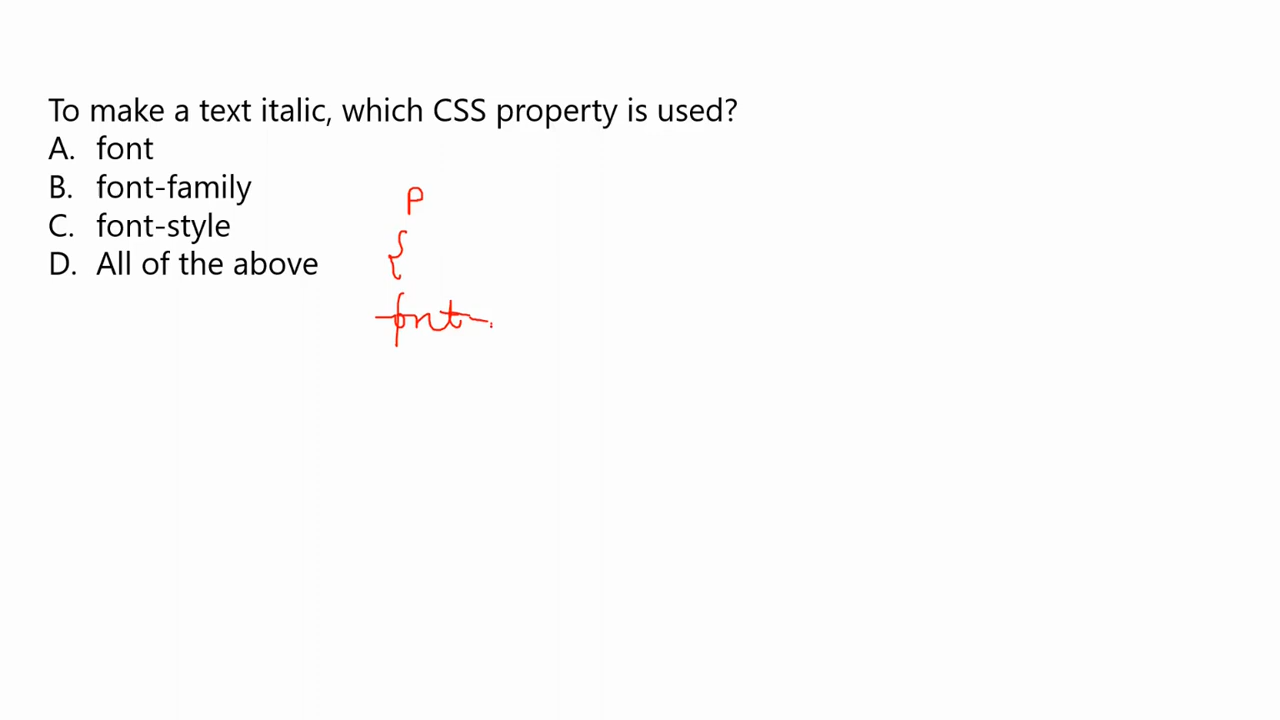 To make a text italic, which CSS property is used?
A. font
B. font-family
C. font-style
D. All of the above
P
{
font-